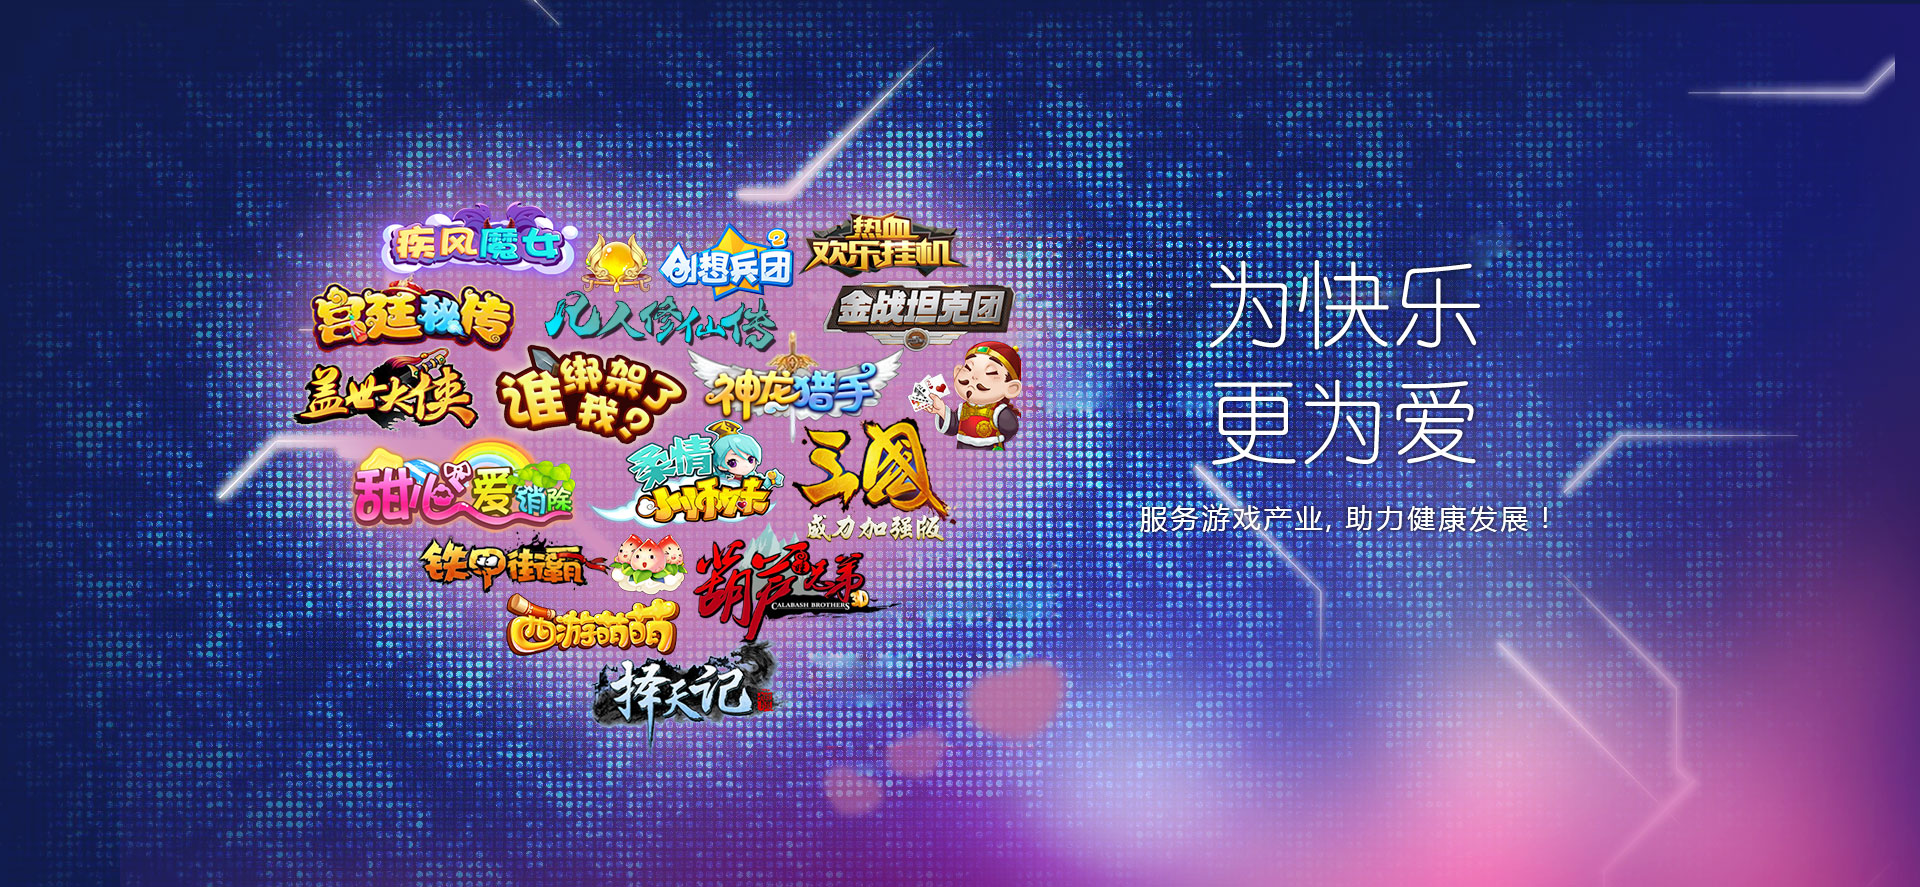 疾风魔女
创想兵团2
热血
欢乐挂机
宫廷秘传
凡人修仙传
金战坦克团
盖世大侠
谁绑架了
我?
神龙猎手
甜心爱消除
柔情
小师妹
三國
威力加强版
铁甲街霸
葫芦兄弟
CALABASH BROTHERS 3D
西游萌萌
择天记
为快乐
更为爱
服务游戏产业, 助力健康发展!